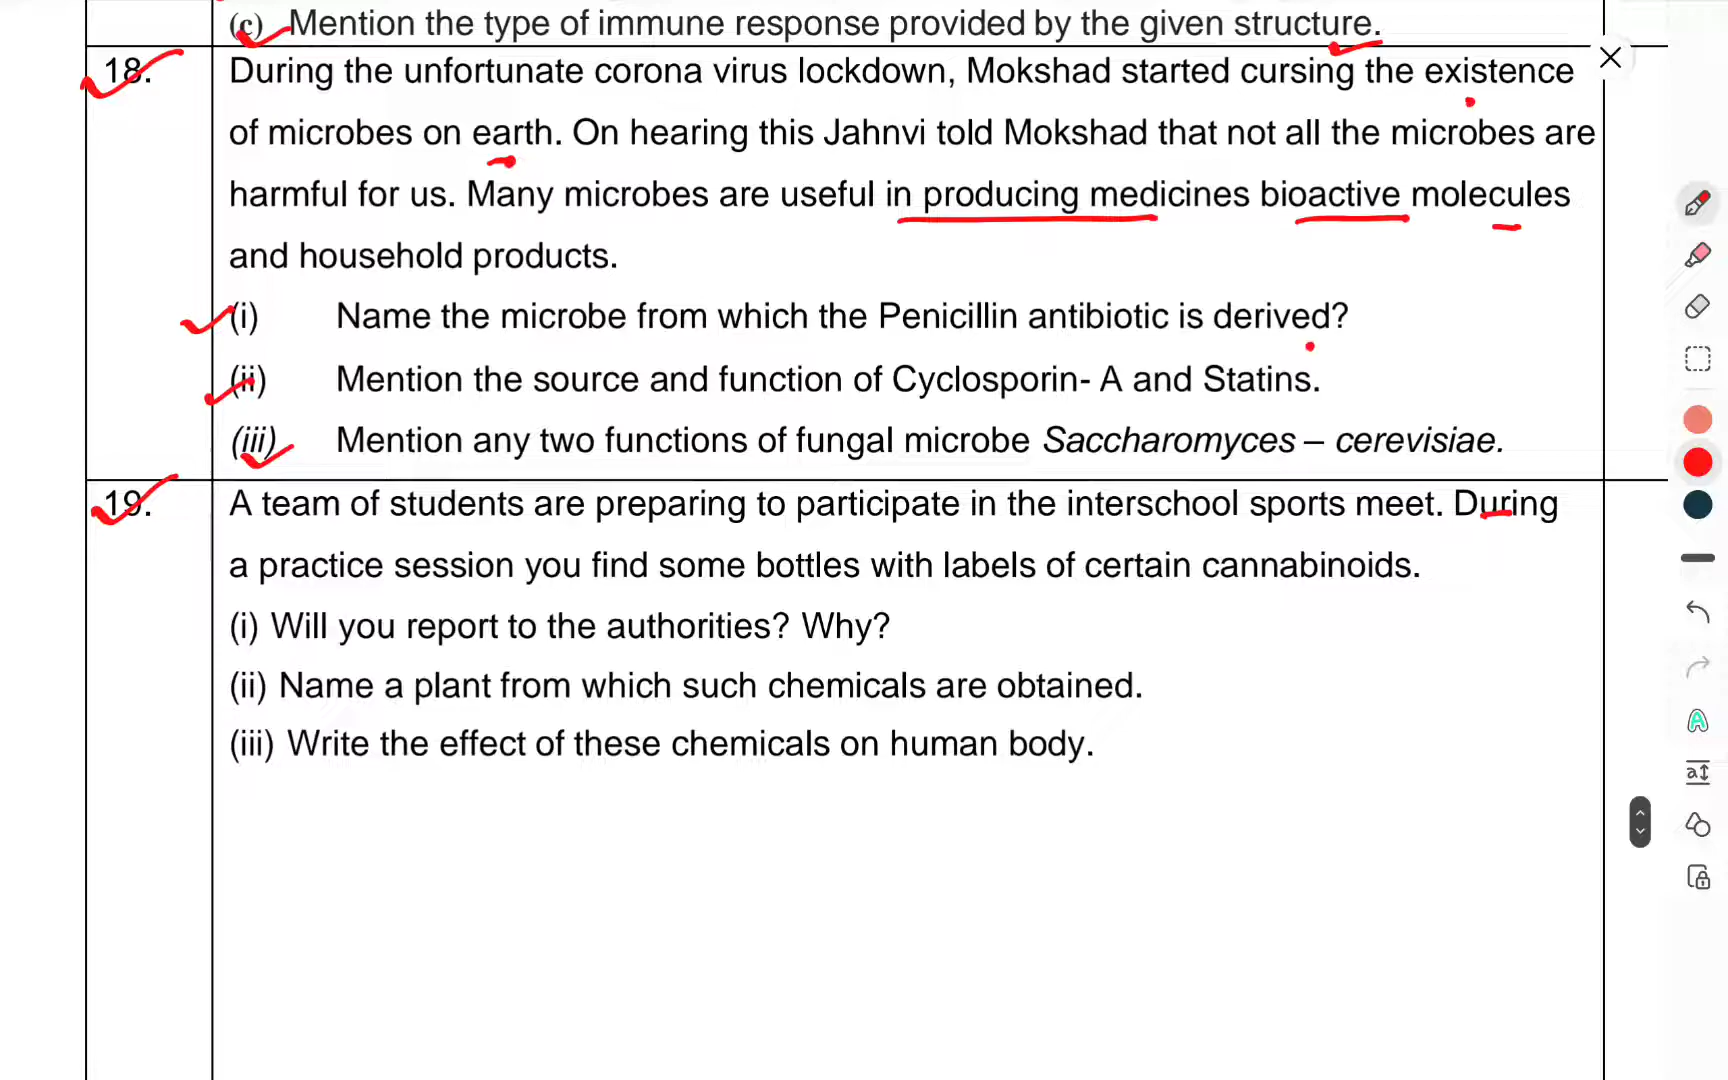 (c) Mention the type of immune response provided by the given structure.
18. During the unfortunate corona virus lockdown, Mokshad started cursing the existence
of microbes on earth. On hearing this Jahnvi told Mokshad that not all the microbes are
harmful for us. Many microbes are useful in producing medicines bioactive molecules
and household products.
(i) Name the microbe from which the Penicillin antibiotic is derived?
(ii) Mention the source and function of Cyclosporin- A and Statins.
(iii) Mention any two functions of fungal microbe Saccharomyces – cerevisiae.
19. A team of students are preparing to participate in the interschool sports meet. During
a practice session you find some bottles with labels of certain cannabinoids.
(i) Will you report to the authorities? Why?
(ii) Name a plant from which such chemicals are obtained.
(iii) Write the effect of these chemicals on human body.